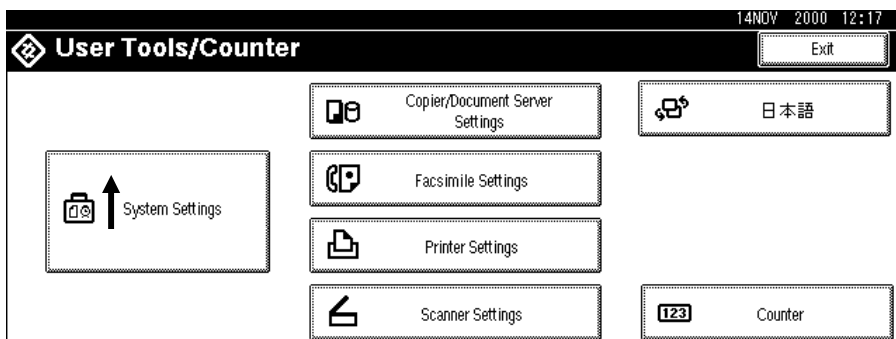 14NOV 2000 12:17
User Tools/Counter
Exit
Copier/Document Server
Settings
日本語
Facsimile Settings
System Settings
Printer Settings
Scanner Settings
123
Counter